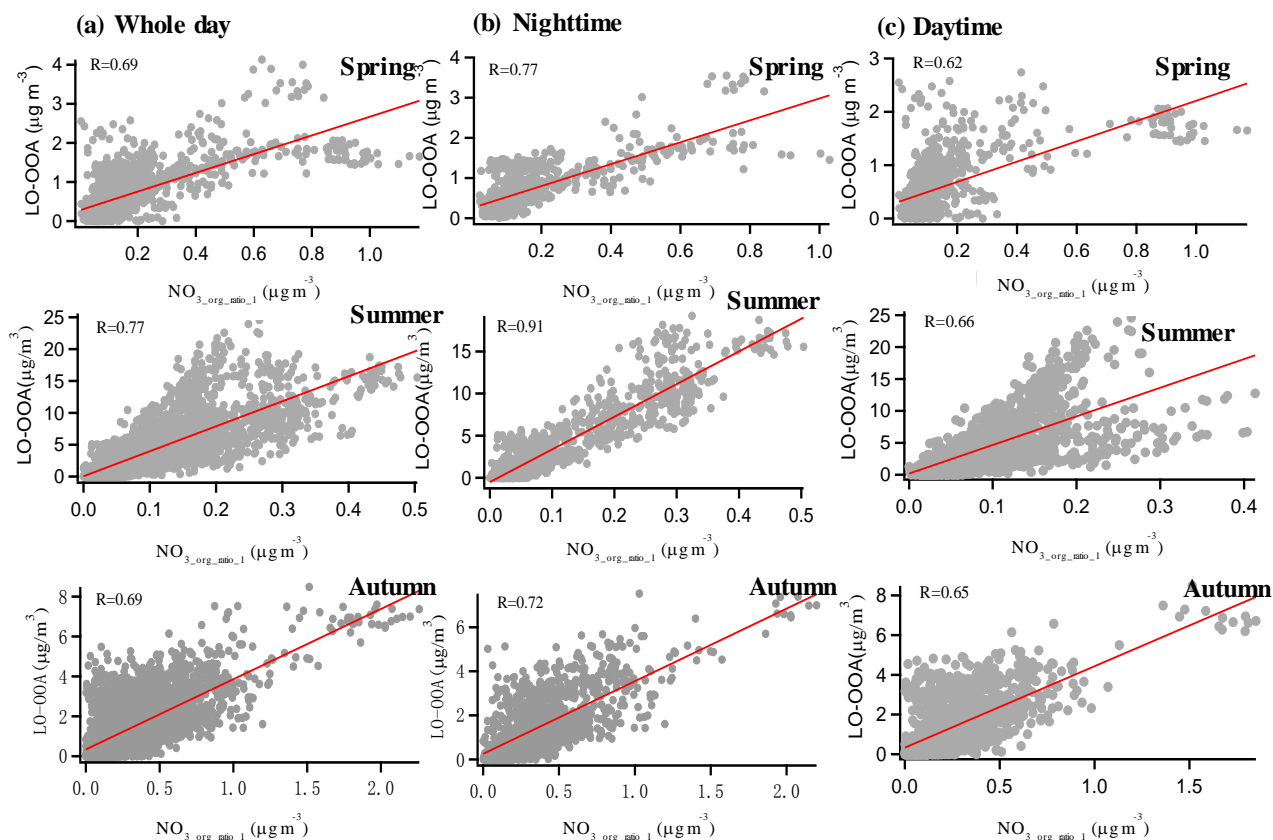 (a) Whole day
(b) Nighttime
(c) Daytime
R=0.69
Spring
LO-OOA (μg m-3)
4
3
2
1
0
0.2 0.4 0.6 0.8 1.0
NO3_org_ratio_1 (μg m-3)
R=0.77
Spring
LO-OOA (μg m-3)
4
3
2
1
0
0.2 0.4 0.6 0.8 1.0
NO3_org_ratio_1 (μg m-3)
R=0.62
Spring
LO-OOA (μg m-3)
3
2
1
0
0.2 0.4 0.6 0.8 1.0
NO3_org_ratio_1 (μg m-3)
R=0.77
Summer
LO-OOA(μg/m3)
25
20
15
10
5
0
0.0 0.1 0.2 0.3 0.4 0.5
NO3_org_ratio_1 (μg m-3)
R=0.91
Summer
LO-OOA(μg/m3)
15
10
5
0
0.0 0.1 0.2 0.3 0.4 0.5
NO3_org_ratio_1 (μg m-3)
R=0.66
Summer
LO-OOA(μg/m3)
25
20
15
10
5
0
0.0 0.1 0.2 0.3 0.4
NO3_org_ratio_1 (μg m-3)
R=0.69
Autumn
LO-OOA(μg/m3)
8
6
4
2
0
0.0 0.5 1.0 1.5 2.0
NO3_org_ratio_1 (μg m-3)
R=0.72
Autumn
LO-OOA(μg/m3)
6
4
2
0
0.0 0.5 1.0 1.5 2.0
NO3_org_ratio_1 (μg m-3)
R=0.65
Autumn
LO-OOA(μg/m3)
8
6
4
2
0
0.0 0.5 1.0 1.5
NO3_org_ratio_1 (μg m-3)